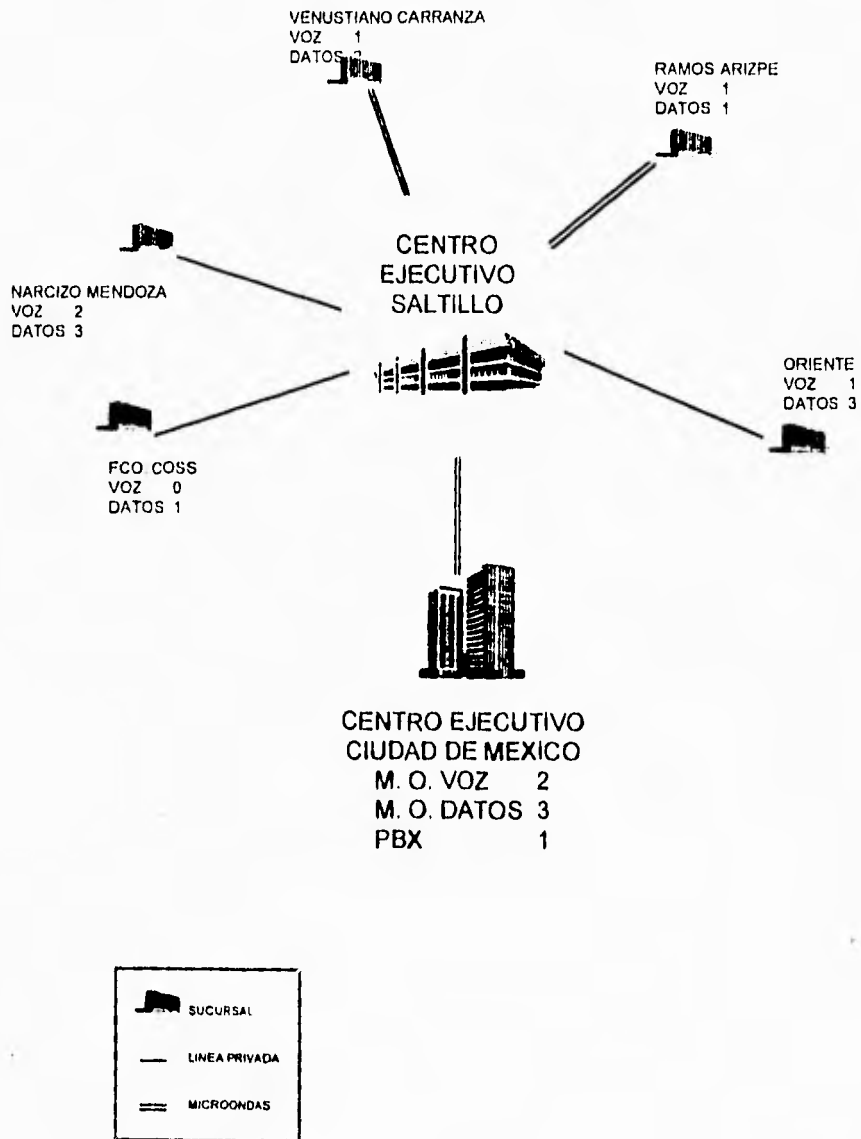 VENUSTIANO CARRANZA
VOZ 1
DATOS
RAMOS ARIZPE
VOZ 1
DATOS 1
CENTRO
EJECUTIVO
SALTILLO
NARCIZO MENDOZA
VOZ 2
DATOS 3
ORIENTE
VOZ 1
DATOS 3
FCO. COSS
VOZ 0
DATOS 1
CENTRO EJECUTIVO
CIUDAD DE MEXICO
M. O. VOZ 2
M. O. DATOS 3
PBX 1
SUCURSAL
LINEA PRIVADA
MICROONDAS